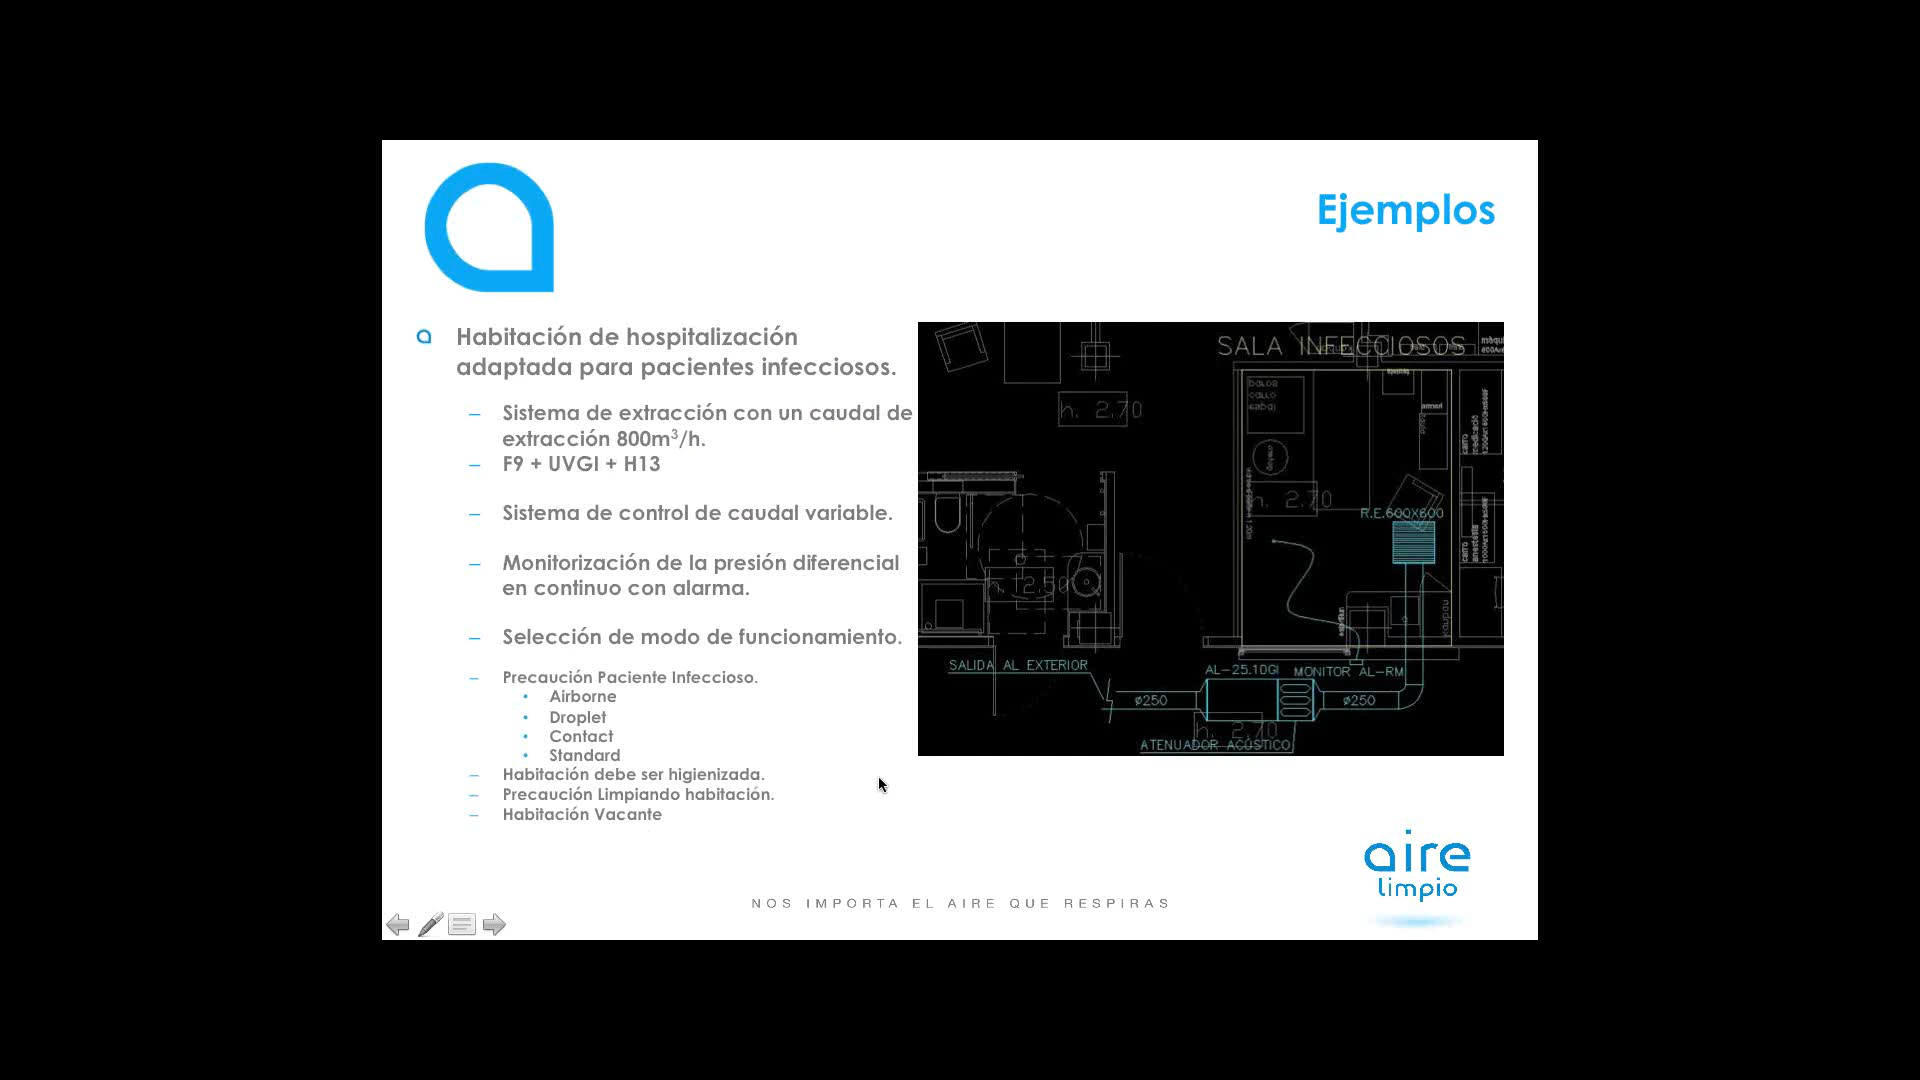 Ejemplos
Habitación de hospitalización
adaptada para pacientes infecciosos.
– Sistema de extracción con un caudal de
extracción 800m³/h.
– F9 + UVGI + H13
– Sistema de control de caudal variable.
– Monitorización de la presión diferencial
en continuo con alarma.
– Selección de modo de funcionamiento.
– Precaución Paciente Infeccioso.
• Airborne
• Droplet
• Contact
• Standard
– Habitación debe ser higienizada.
– Precaución Limpiando habitación.
– Habitación Vacante
SALA INFECCIOSOS
h. 2.70
h. 2.70
R.E.600X600
h. 2.50
carro
medicació
carro
anestèsia
SALIDA AL EXTERIOR
AL-25.10GI
MONITOR AL-RM
ø250
ø250
h. 2.70
ATENUADOR ACÚSTICO
aire
limpio
NOS IMPORTA EL AIRE QUE RESPIRAS